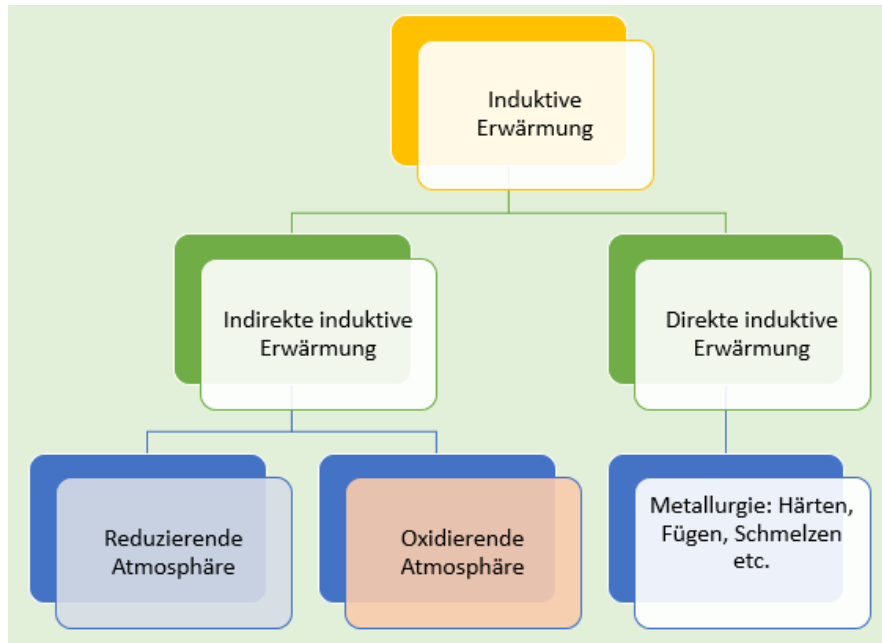 Induktive
Erwärmung
Indirekte induktive
Erwärmung
Direkte induktive
Erwärmung
Reduzierende
Atmosphäre
Oxidierende
Atmosphäre
Metallurgie: Härten,
Fügen, Schmelzen
etc.